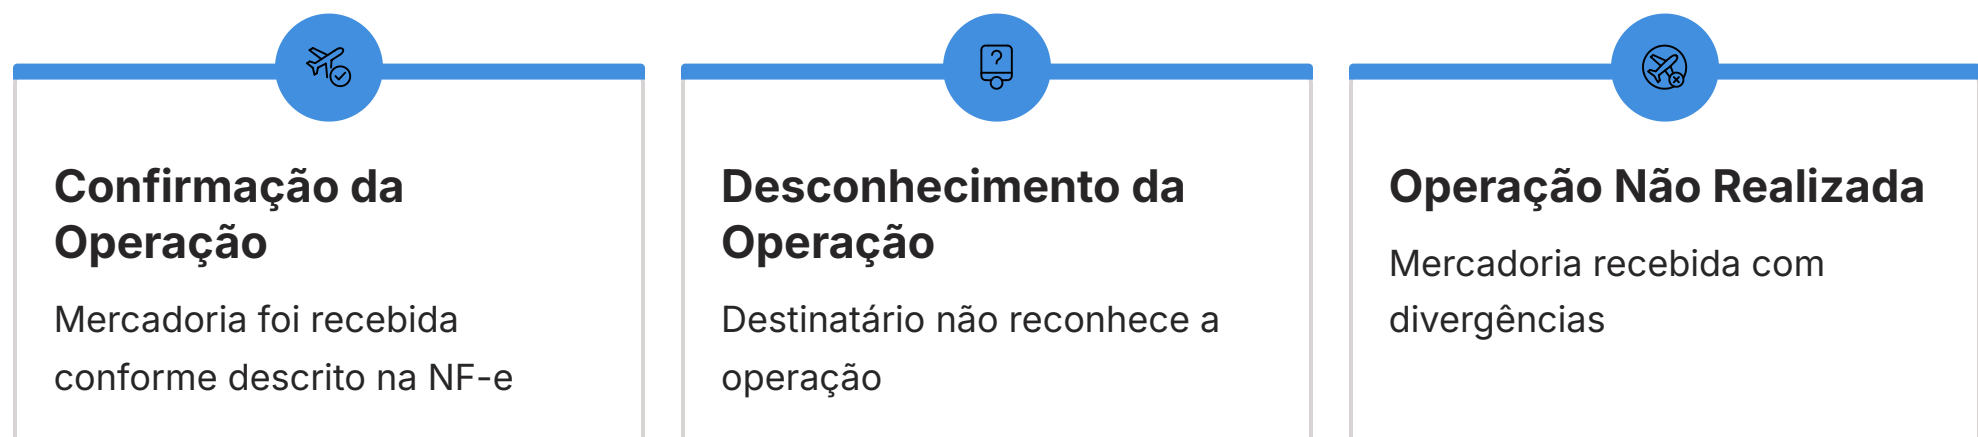 Confirmação da
Operação
Mercadoria foi recebida
conforme descrito na NF-e
Desconhecimento da
Operação
Destinatário não reconhece a
operação
Operação Não Realizada
Mercadoria recebida com
divergências